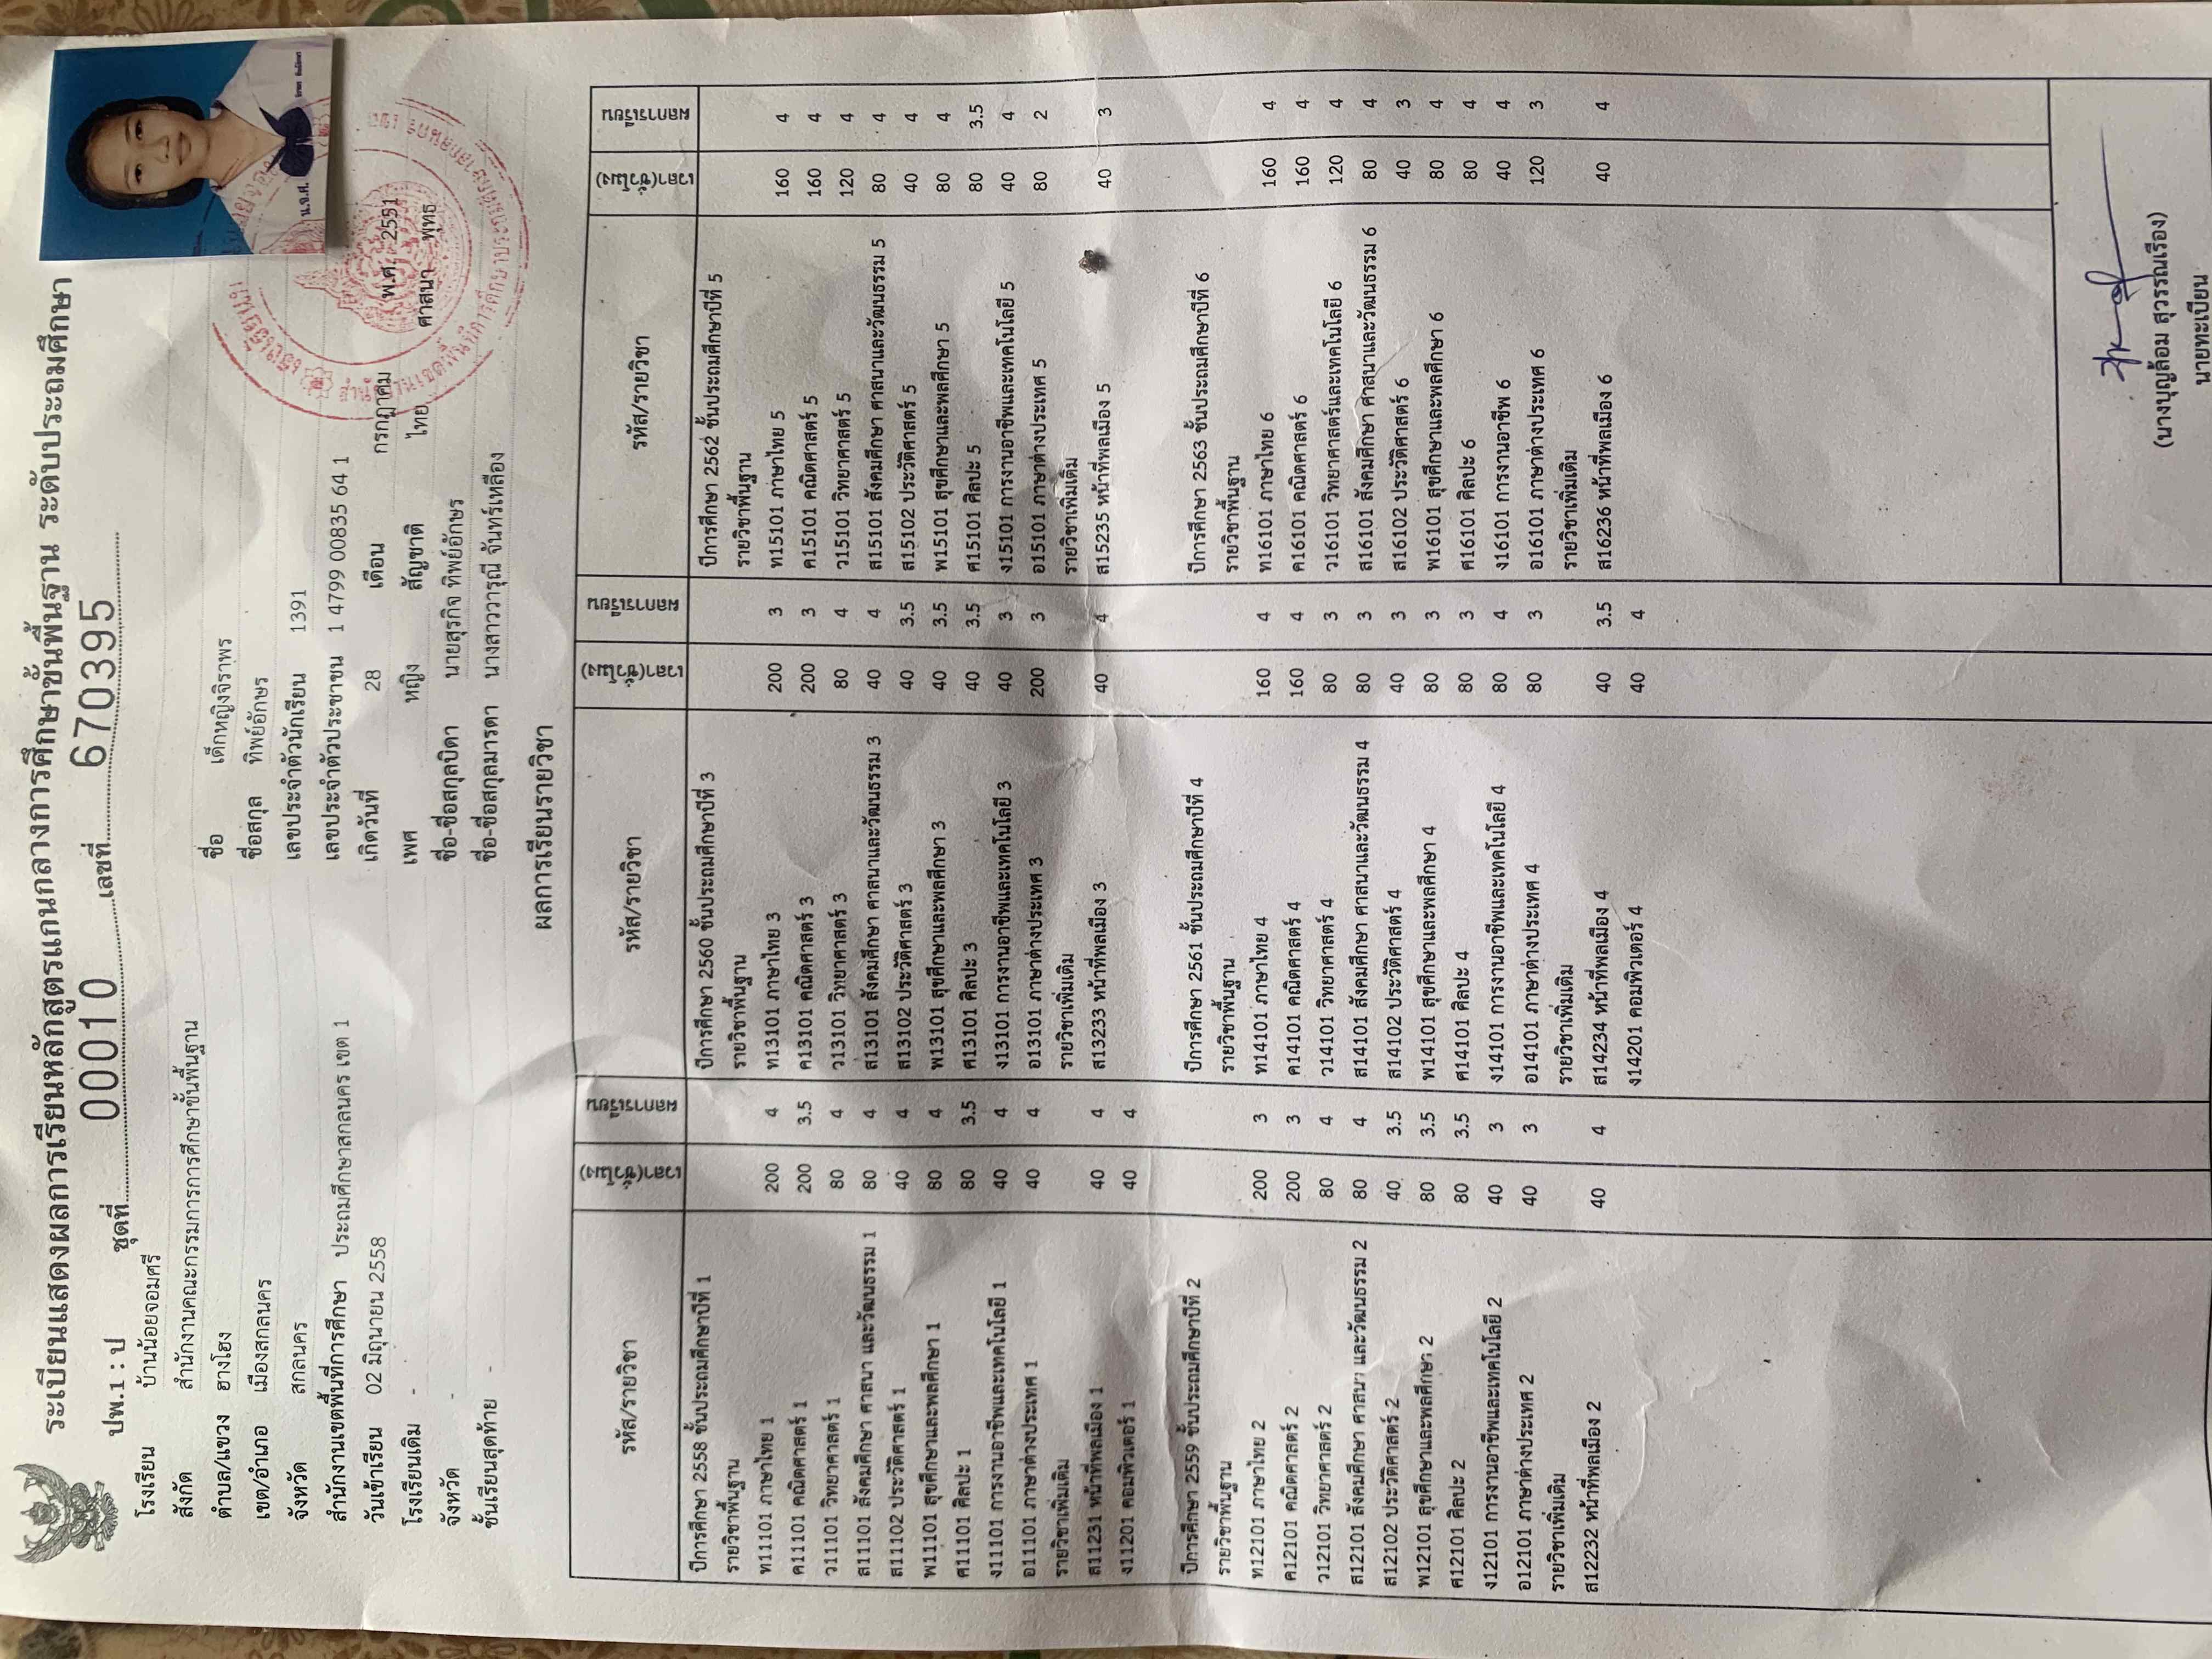 ระเบียนแสดงผลการเรียนหลักสูตรแกนกลางการศึกษาขั้นพื้นฐาน ระดับประถมศึกษา
ปพ.1 : ป ชุดที่ 00010 เลขที่ 670395
โรงเรียน บ้านน้อยจอมศรี
สังกัด สำนักงานคณะกรรมการการศึกษาขั้นพื้นฐาน
ตำบล/แขวง ฮางโฮง
เขต/อำเภอ เมืองสกลนคร
จังหวัด สกลนคร
สำนักงานเขตพื้นที่การศึกษา ประถมศึกษาสกลนคร เขต 1
วันเข้าเรียน 02 มิถุนายน 2558
โรงเรียนเดิม -
จังหวัด -
ชั้นเรียนสุดท้าย -
ชื่อ เด็กหญิงจิราพร
ชื่อสกุล ทิพย์อักษร
เลขประจำตัวนักเรียน 1391
เลขประจำตัวประชาชน 1 4799 00835 64 1
เกิดวันที่ 28 เดือน กรกฎาคม พ.ศ. 2551
เพศ หญิง สัญชาติ ไทย ศาสนา พุทธ
ชื่อ-ชื่อสกุลบิดา นายสุรกิจ ทิพย์อักษร
ชื่อ-ชื่อสกุลมารดา นางสาววารุณี จันทร์เหลือง
น.จ.ศ.
ผลการเรียนรายวิชา
รหัส/รายวิชา เวลา(ชั่วโมง) ผลการเรียน
ปีการศึกษา 2558 ชั้นประถมศึกษาปีที่ 1
รายวิชาพื้นฐาน
ท11101 ภาษาไทย 1 200 4
ค11101 คณิตศาสตร์ 1 200 3.5
ว11101 วิทยาศาสตร์ 1 80 4
ส11101 สังคมศึกษา ศาสนา และวัฒนธรรม 1 80 4
ส11102 ประวัติศาสตร์ 1 40 4
พ11101 สุขศึกษาและพลศึกษา 1 80 4
ศ11101 ศิลปะ 1 80 3.5
ง11101 การงานอาชีพและเทคโนโลยี 1 40 4
อ11101 ภาษาต่างประเทศ 1 40 4
รายวิชาเพิ่มเติม
ส11231 หน้าที่พลเมือง 1 40 4
ง11201 คอมพิวเตอร์ 1 40 4
ปีการศึกษา 2559 ชั้นประถมศึกษาปีที่ 2
รายวิชาพื้นฐาน
ท12101 ภาษาไทย 2 200 3
ค12101 คณิตศาสตร์ 2 200 3
ว12101 วิทยาศาสตร์ 2 80 4
ส12101 สังคมศึกษา ศาสนา และวัฒนธรรม 2 80 4
ส12102 ประวัติศาสตร์ 2 40 3.5
พ12101 สุขศึกษาและพลศึกษา 2 80 3.5
ศ12101 ศิลปะ 2 80 3.5
ง12101 การงานอาชีพและเทคโนโลยี 2 40 3
อ12101 ภาษาต่างประเทศ 2 40 3
รายวิชาเพิ่มเติม
ส12232 หน้าที่พลเมือง 2 40 4
รหัส/รายวิชา เวลา(ชั่วโมง) ผลการเรียน
ปีการศึกษา 2560 ชั้นประถมศึกษาปีที่ 3
รายวิชาพื้นฐาน
ท13101 ภาษาไทย 3 200 3
ค13101 คณิตศาสตร์ 3 200 3
ว13101 วิทยาศาสตร์ 3 80 4
ส13101 สังคมศึกษา ศาสนาและวัฒนธรรม 3 40 4
ส13102 ประวัติศาสตร์ 3 40 3.5
พ13101 สุขศึกษาและพลศึกษา 3 40 3.5
ศ13101 ศิลปะ 3 40 3.5
ง13101 การงานอาชีพและเทคโนโลยี 3 40 3
อ13101 ภาษาต่างประเทศ 3 200 3
รายวิชาเพิ่มเติม
ส13233 หน้าที่พลเมือง 3 40 4
ปีการศึกษา 2561 ชั้นประถมศึกษาปีที่ 4
รายวิชาพื้นฐาน
ท14101 ภาษาไทย 4 160 4
ค14101 คณิตศาสตร์ 4 160 4
ว14101 วิทยาศาสตร์ 4 80 3
ส14101 สังคมศึกษา ศาสนาและวัฒนธรรม 4 80 3
ส14102 ประวัติศาสตร์ 4 40 3
พ14101 สุขศึกษาและพลศึกษา 4 80 3
ศ14101 ศิลปะ 4 80 3
ง14101 การงานอาชีพและเทคโนโลยี 4 80 4
อ14101 ภาษาต่างประเทศ 4 80 3
รายวิชาเพิ่มเติม
ส14234 หน้าที่พลเมือง 4 40 3.5
ง14201 คอมพิวเตอร์ 4 40 4
รหัส/รายวิชา เวลา(ชั่วโมง) ผลการเรียน
ปีการศึกษา 2562 ชั้นประถมศึกษาปีที่ 5
รายวิชาพื้นฐาน
ท15101 ภาษาไทย 5 160 4
ค15101 คณิตศาสตร์ 5 160 4
ว15101 วิทยาศาสตร์ 5 120 4
ส15101 สังคมศึกษา ศาสนาและวัฒนธรรม 5 80 4
ส15102 ประวัติศาสตร์ 5 40 4
พ15101 สุขศึกษาและพลศึกษา 5 80 4
ศ15101 ศิลปะ 5 80 3.5
ง15101 การงานอาชีพและเทคโนโลยี 5 40 4
อ15101 ภาษาต่างประเทศ 5 80 2
รายวิชาเพิ่มเติม
ส15235 หน้าที่พลเมือง 5 40 3
ปีการศึกษา 2563 ชั้นประถมศึกษาปีที่ 6
รายวิชาพื้นฐาน
ท16101 ภาษาไทย 6 160 4
ค16101 คณิตศาสตร์ 6 160 4
ว16101 วิทยาศาสตร์และเทคโนโลยี 6 120 4
ส16101 สังคมศึกษา ศาสนาและวัฒนธรรม 6 80 4
ส16102 ประวัติศาสตร์ 6 40 3
พ16101 สุขศึกษาและพลศึกษา 6 80 4
ศ16101 ศิลปะ 6 80 4
ง16101 การงานอาชีพ 6 40 4
อ16101 ภาษาต่างประเทศ 6 120 3
รายวิชาเพิ่มเติม
ส16236 หน้าที่พลเมือง 6 40 4
(นางบุญล้อม สุวรรณเรือง)
นายทะเบียน